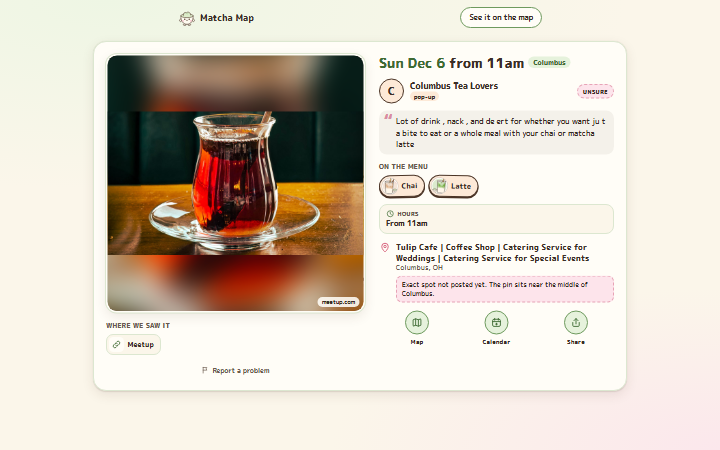 Matcha Map
See it on the map
Sun Dec 6 from 11am Columbus
C
Columbus Tea Lovers
pop-up
UNSURE
Lot of drink , nack , and de ert for whether you want ju t
a bite to eat or a whole meal with your chai or matcha
latte
ON THE MENU
Chai
Latte
HOURS
From 11am
Tulip Cafe | Coffee Shop | Catering Service for
Weddings | Catering Service for Special Events
Columbus, OH
Exact spot not posted yet. The pin sits near the middle of
Columbus.
Map
Calendar
Share
meetup.com
WHERE WE SAW IT
Meetup
Report a problem